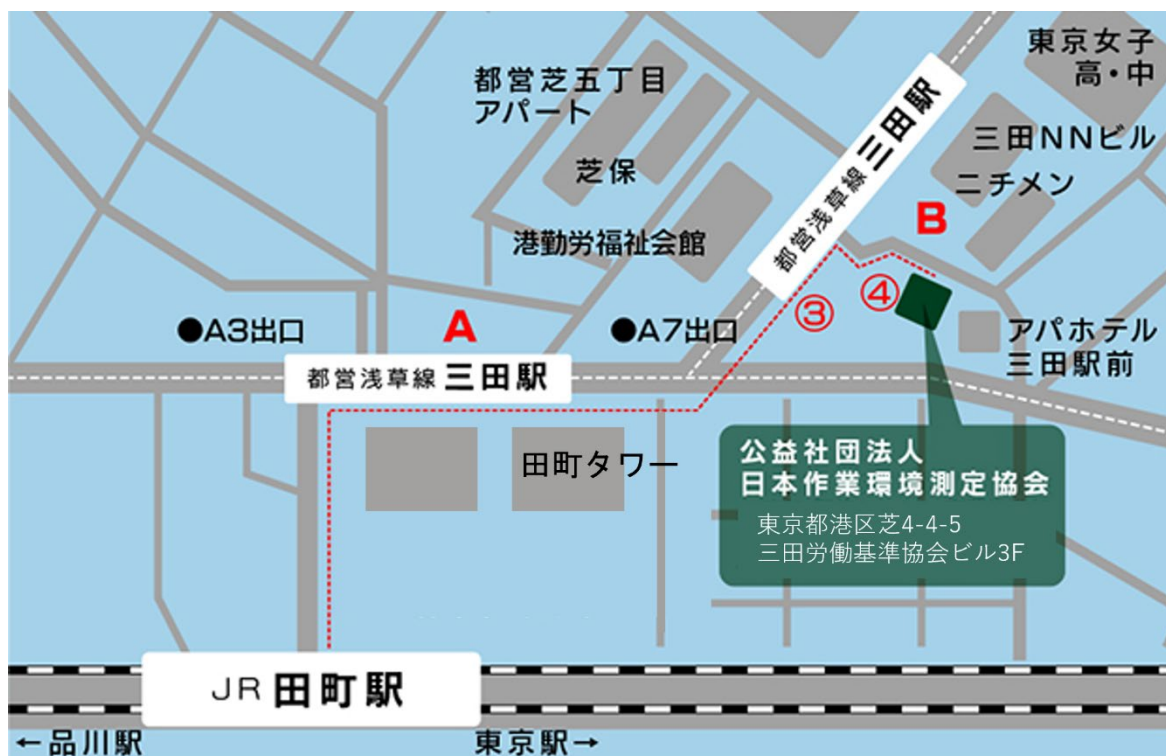 東京女子
高・中
都営芝五丁目
アパート
三田NNビル
芝保
ニチメン
都営浅草線 三田駅
B
港勤労福祉会館
④
③
●A3出口
A
●A7出口
アパホテル
三田駅前
都営浅草線 三田駅
田町タワー
公益社団法人
日本作業環境測定協会
東京都港区芝4-4-5
三田労働基準協会ビル3F
JR 田町駅
←品川駅
東京駅→